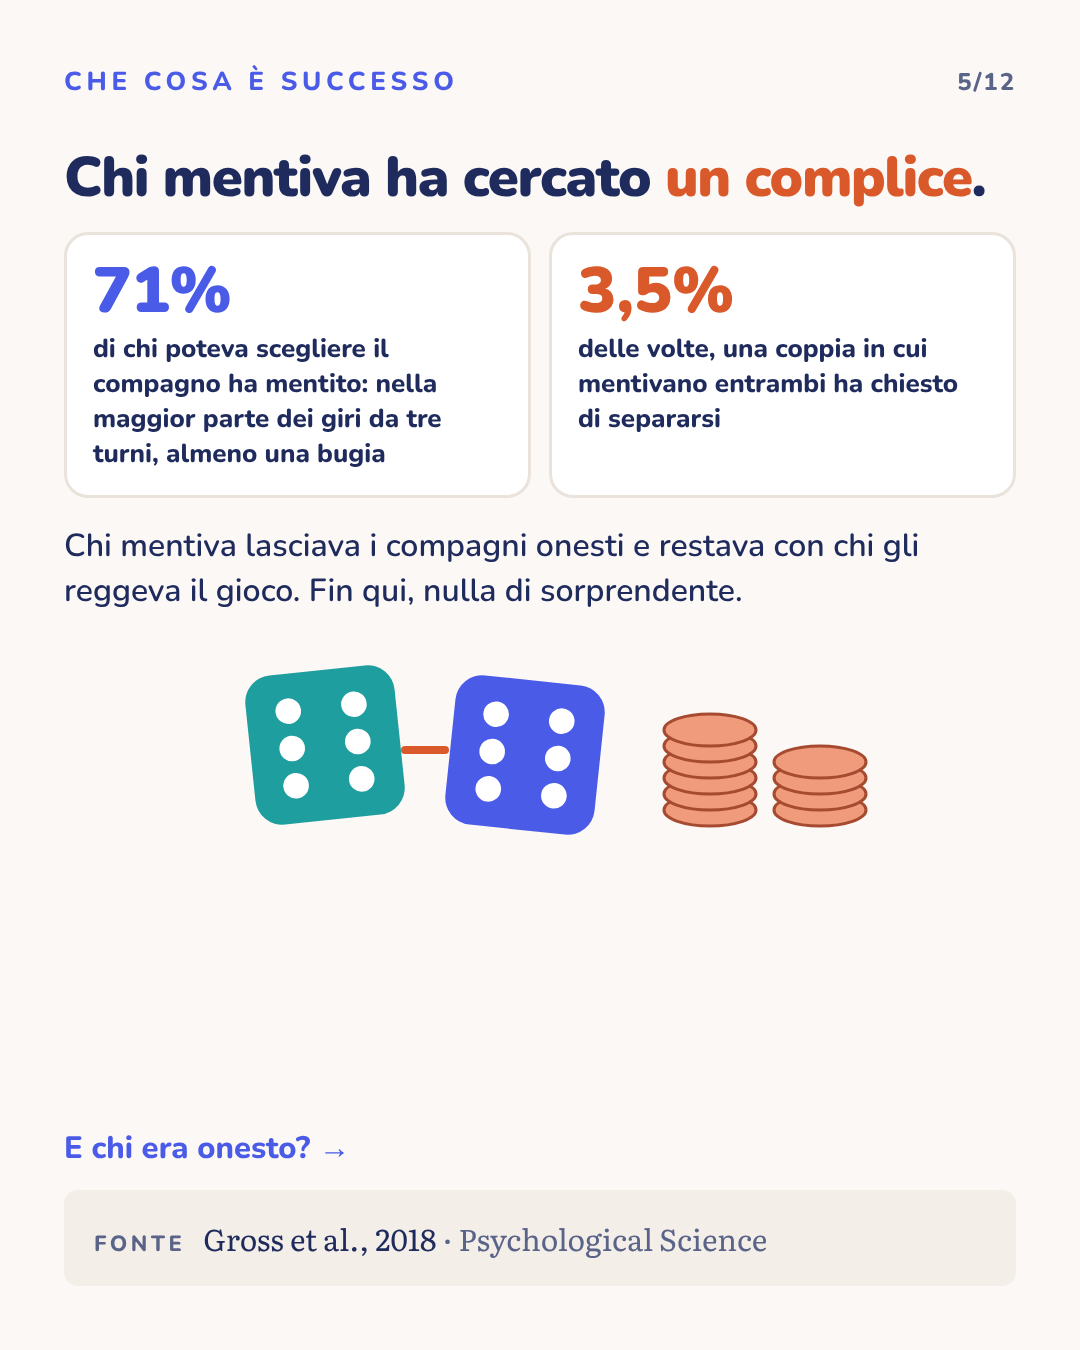 CHE COSA È SUCCESSO
5/12
Chi mentiva ha cercato un complice.
71%
di chi poteva scegliere il
compagno ha mentito: nella
maggior parte dei giri da tre
turni, almeno una bugia
3,5%
delle volte, una coppia in cui
mentivano entrambi ha chiesto
di separarsi
Chi mentiva lasciava i compagni onesti e restava con chi gli
reggeva il gioco. Fin qui, nulla di sorprendente.
E chi era onesto? →
FONTE Gross et al., 2018 · Psychological Science